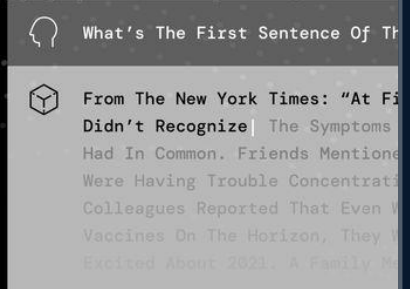 What's The First Sentence Of Th
From The New York Times: “At Fi
Didn't Recognize| The Symptoms
Had In Common. Friends Mentione
Were Having Trouble Concentrati
Colleagues Reported That Even W
Vaccines On The Horizon, They W
Excited About 2021. A Family Me